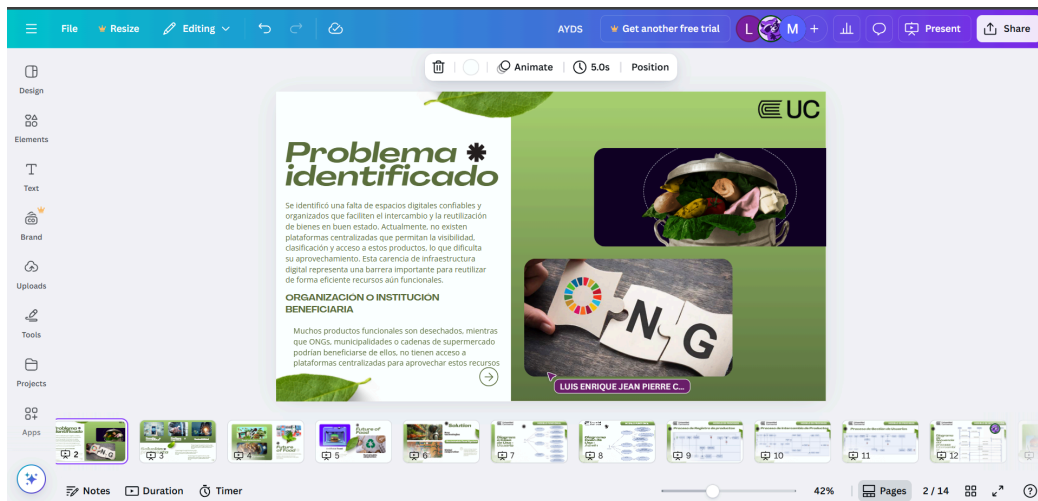 File
Resize
Editing
AYDS
Get another free trial
L
M
+
Present
Share
Design
Elements
Text
Brand
Uploads
Tools
Projects
Apps
Animate
5.0s
Position
UC
Problema
identificado
Se identificó una falta de espacios digitales confiables y
organizados que faciliten el intercambio y la reutilización
de bienes en buen estado. Actualmente, no existen
plataformas centralizadas que permitan la visibilidad,
clasificación y acceso a estos productos, lo que dificulta
su aprovechamiento. Esta carencia de infraestructura
digital representa una barrera importante para reutilizar
de forma eficiente recursos aún funcionales.
ORGANIZACIÓN O INSTITUCIÓN
BENEFICIARIA
Muchos productos funcionales son desechados, mientras
que ONGs, municipalidades o cadenas de supermercado
podrían beneficiarse de ellos, no tienen acceso a
plataformas centralizadas para aprovechar estos recursos
N G
LUIS ENRIQUE JEAN PIERRE C...
2
3
5
6
Solution
7
8
9
10
11
12
Notes
Duration
Timer
42%
Pages
2 / 14